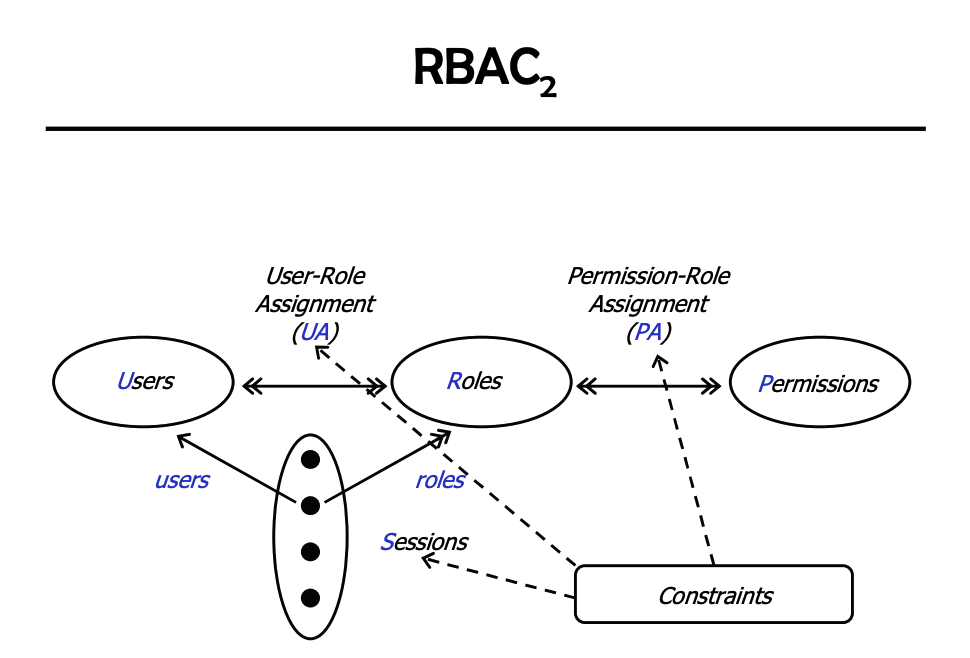 RBAC₂
User-Role
Assignment
(UA)
Permission-Role
Assignment
(PA)
Users
Roles
Permissions
users
roles
Sessions
Constraints